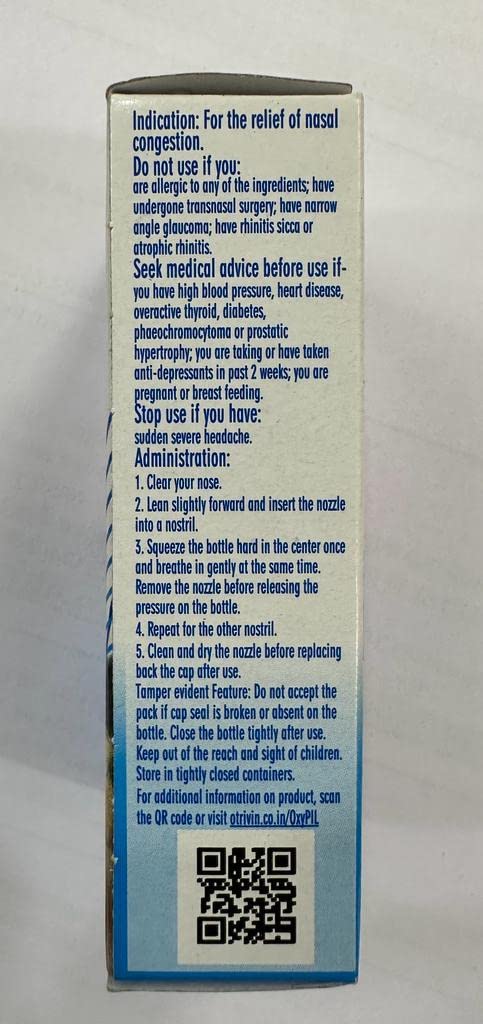 Indication: For the relief of nasal
congestion.
Do not use if you:
are allergic to any of the ingredients; have
undergone transnasal surgery; have narrow
angle glaucoma; have rhinitis sicca or
atrophic rhinitis.
Seek medical advice before use if-
you have high blood pressure, heart disease,
overactive thyroid, diabetes,
phaeochromocytoma or prostatic
hypertrophy; you are taking or have taken
anti-depressants in past 2 weeks; you are
pregnant or breast feeding.
Stop use if you have:
sudden severe headache.
Administration:
1. Clear your nose.
2. Lean slightly forward and insert the nozzle
into a nostril.
3. Squeeze the bottle hard in the center once
and breathe in gently at the same time.
Remove the nozzle before releasing the
pressure on the bottle.
4. Repeat for the other nostril.
5. Clean and dry the nozzle before replacing
back the cap after use.
Tamper evident Feature: Do not accept the
pack if cap seal is broken or absent on the
bottle. Close the bottle tightly after use.
Keep out of the reach and sight of children.
Store in tightly closed containers.
For additional information on product, scan
the QR code or visit otrivin.co.in/OxyPIL